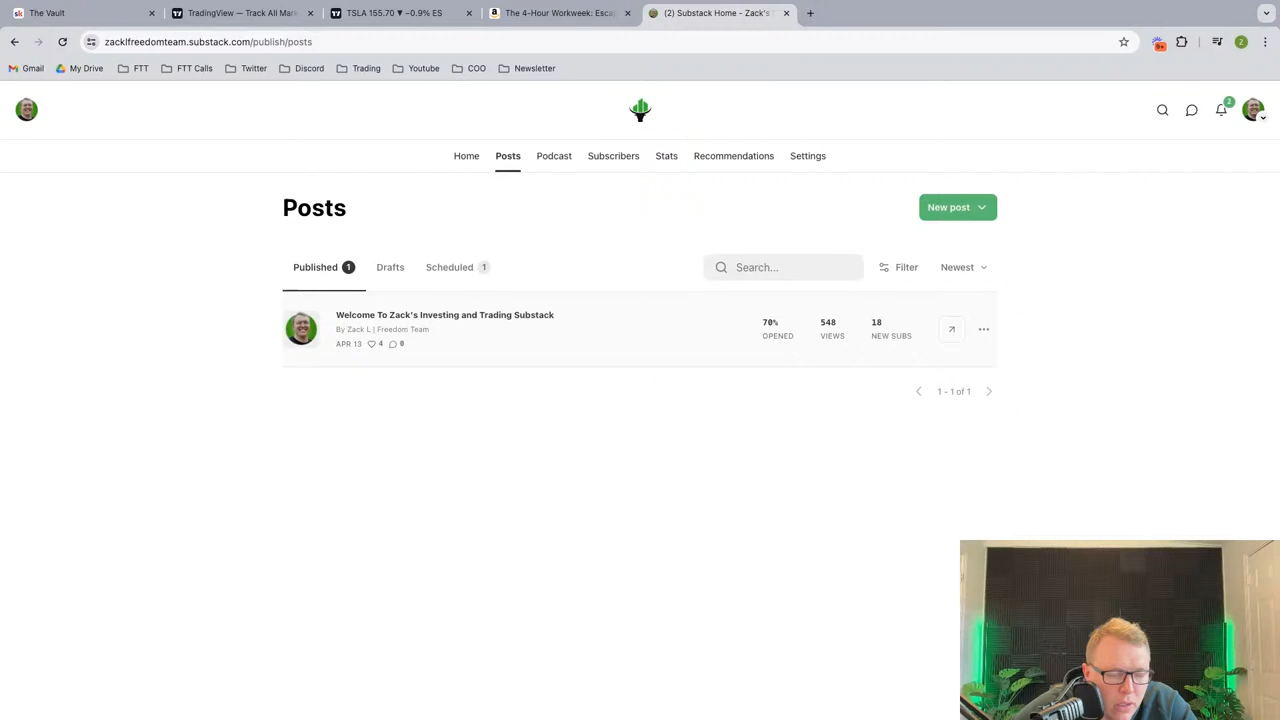 The Vault
TradingView — Track All Mark
TSLA 155.70 ▼ −0.9% ES
The 4-Hour Workweek: Escap
(2) Substack Home - Zack's
zacklfreedomteam.substack.com/publish/posts
9+
Z
Gmail
My Drive
FTT
FTT Calls
Twitter
Discord
Trading
Youtube
COO
Newsletter
2
Home
Posts
Podcast
Subscribers
Stats
Recommendations
Settings
Posts
New post
Published 1
Drafts
Scheduled 1
Search...
Filter
Newest
Welcome To Zack's Investing and Trading Substack
By Zack L | Freedom Team
APR 13 4 0
70%
OPENED
548
VIEWS
18
NEW SUBS
1 - 1 of 1